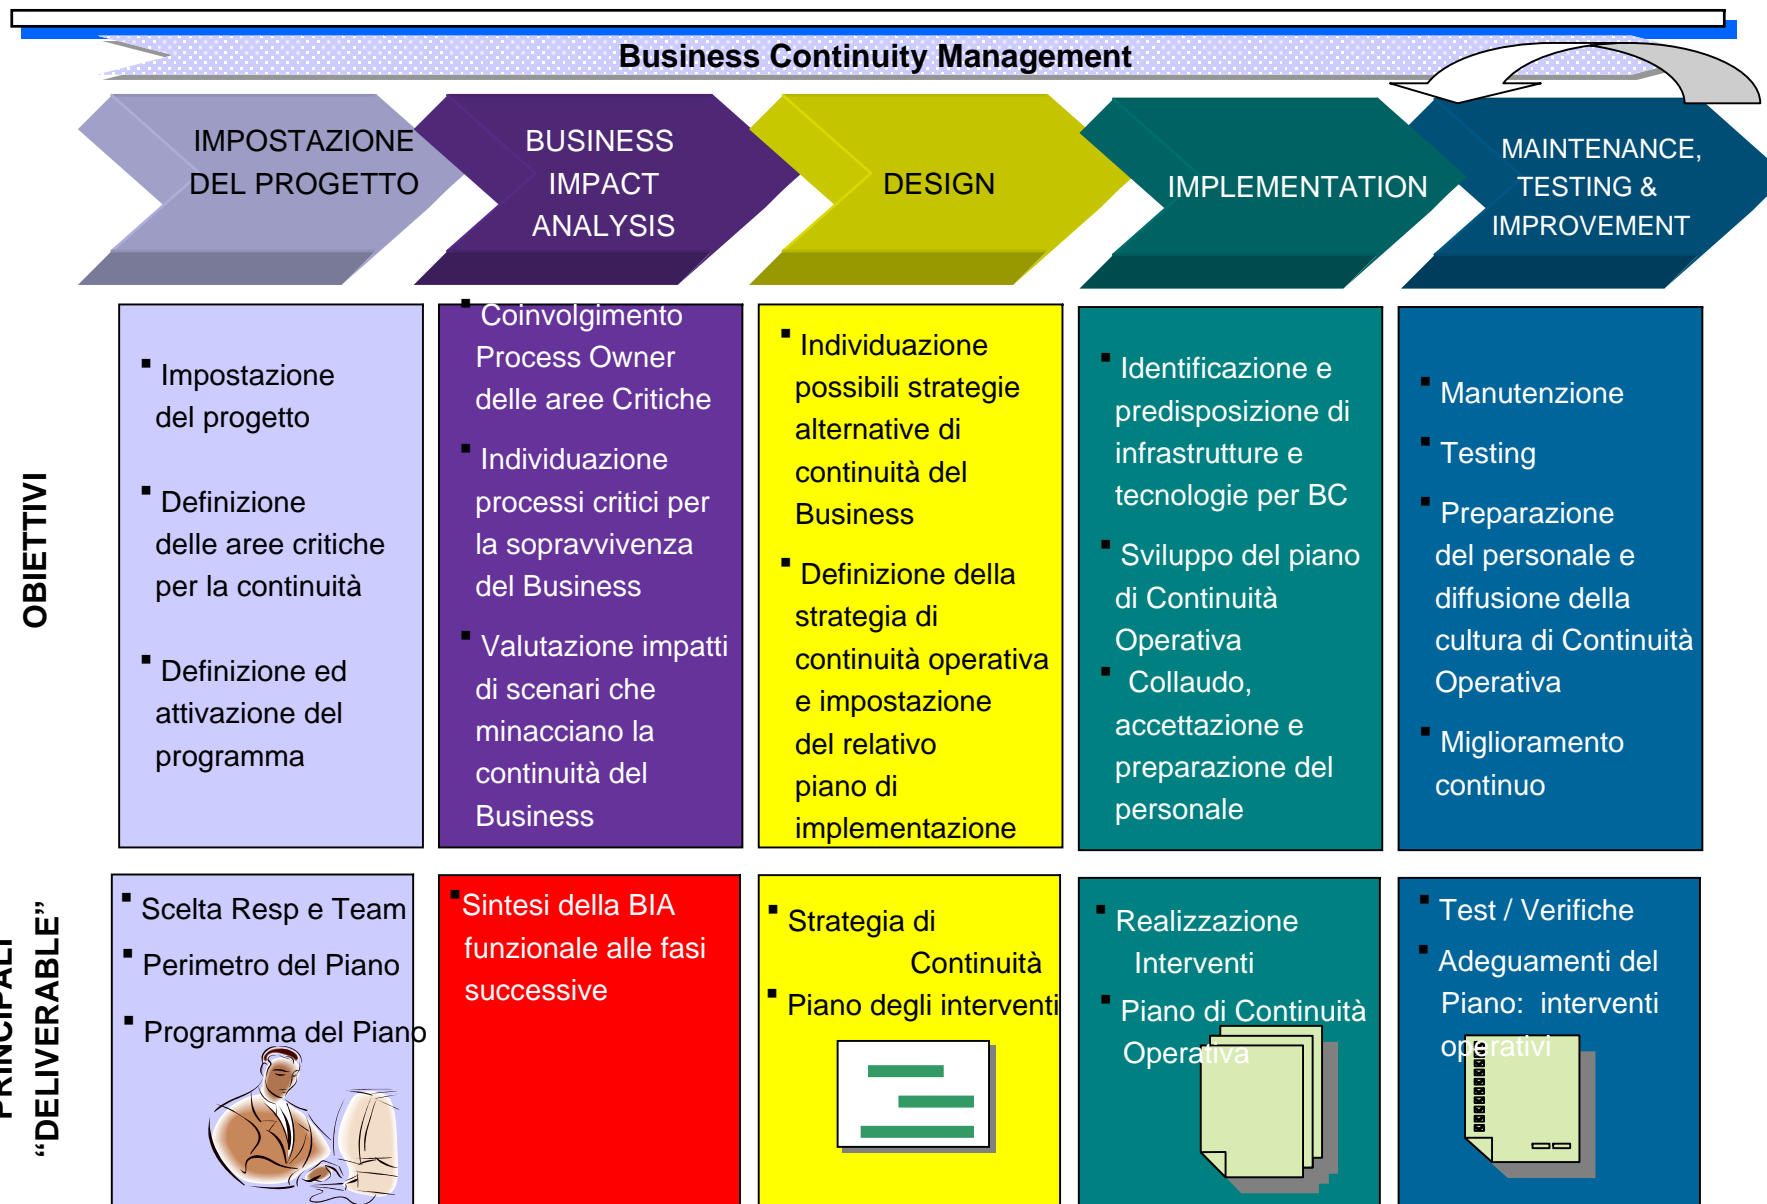 Business Continuity Management
IMPOSTAZIONE
DEL PROGETTO
BUSINESS
IMPACT
ANALYSIS
DESIGN
IMPLEMENTATION
MAINTENANCE,
TESTING &
IMPROVEMENT
OBIETTIVI
▪ Impostazione
del progetto
▪ Definizione
delle aree critiche
per la continuità
▪ Definizione ed
attivazione del
programma
▪ Coinvolgimento
Process Owner
delle aree Critiche
▪ Individuazione
processi critici per
la sopravvivenza
del Business
▪ Valutazione impatti
di scenari che
minacciano la
continuità del
Business
▪ Individuazione
possibili strategie
alternative di
continuità del
Business
▪ Definizione della
strategia di
continuità operativa
e impostazione
del relativo
piano di
implementazione
▪ Identificazione e
predisposizione di
infrastrutture e
tecnologie per BC
▪ Sviluppo del piano
di Continuità
Operativa
▪ Collaudo,
accettazione e
preparazione del
personale
▪ Manutenzione
▪ Testing
▪ Preparazione
del personale e
diffusione della
cultura di Continuità
Operativa
▪ Miglioramento
continuo
PRINCIPALI
“DELIVERABLE”
▪ Scelta Resp e Team
▪ Perimetro del Piano
▪ Programma del Piano
▪ Sintesi della BIA
funzionale alle fasi
successive
▪ Strategia di
Continuità
▪ Piano degli interventi
▪ Realizzazione
Interventi
▪ Piano di Continuità
Operativa
▪ Test / Verifiche
▪ Adeguamenti del
Piano: interventi
operativi